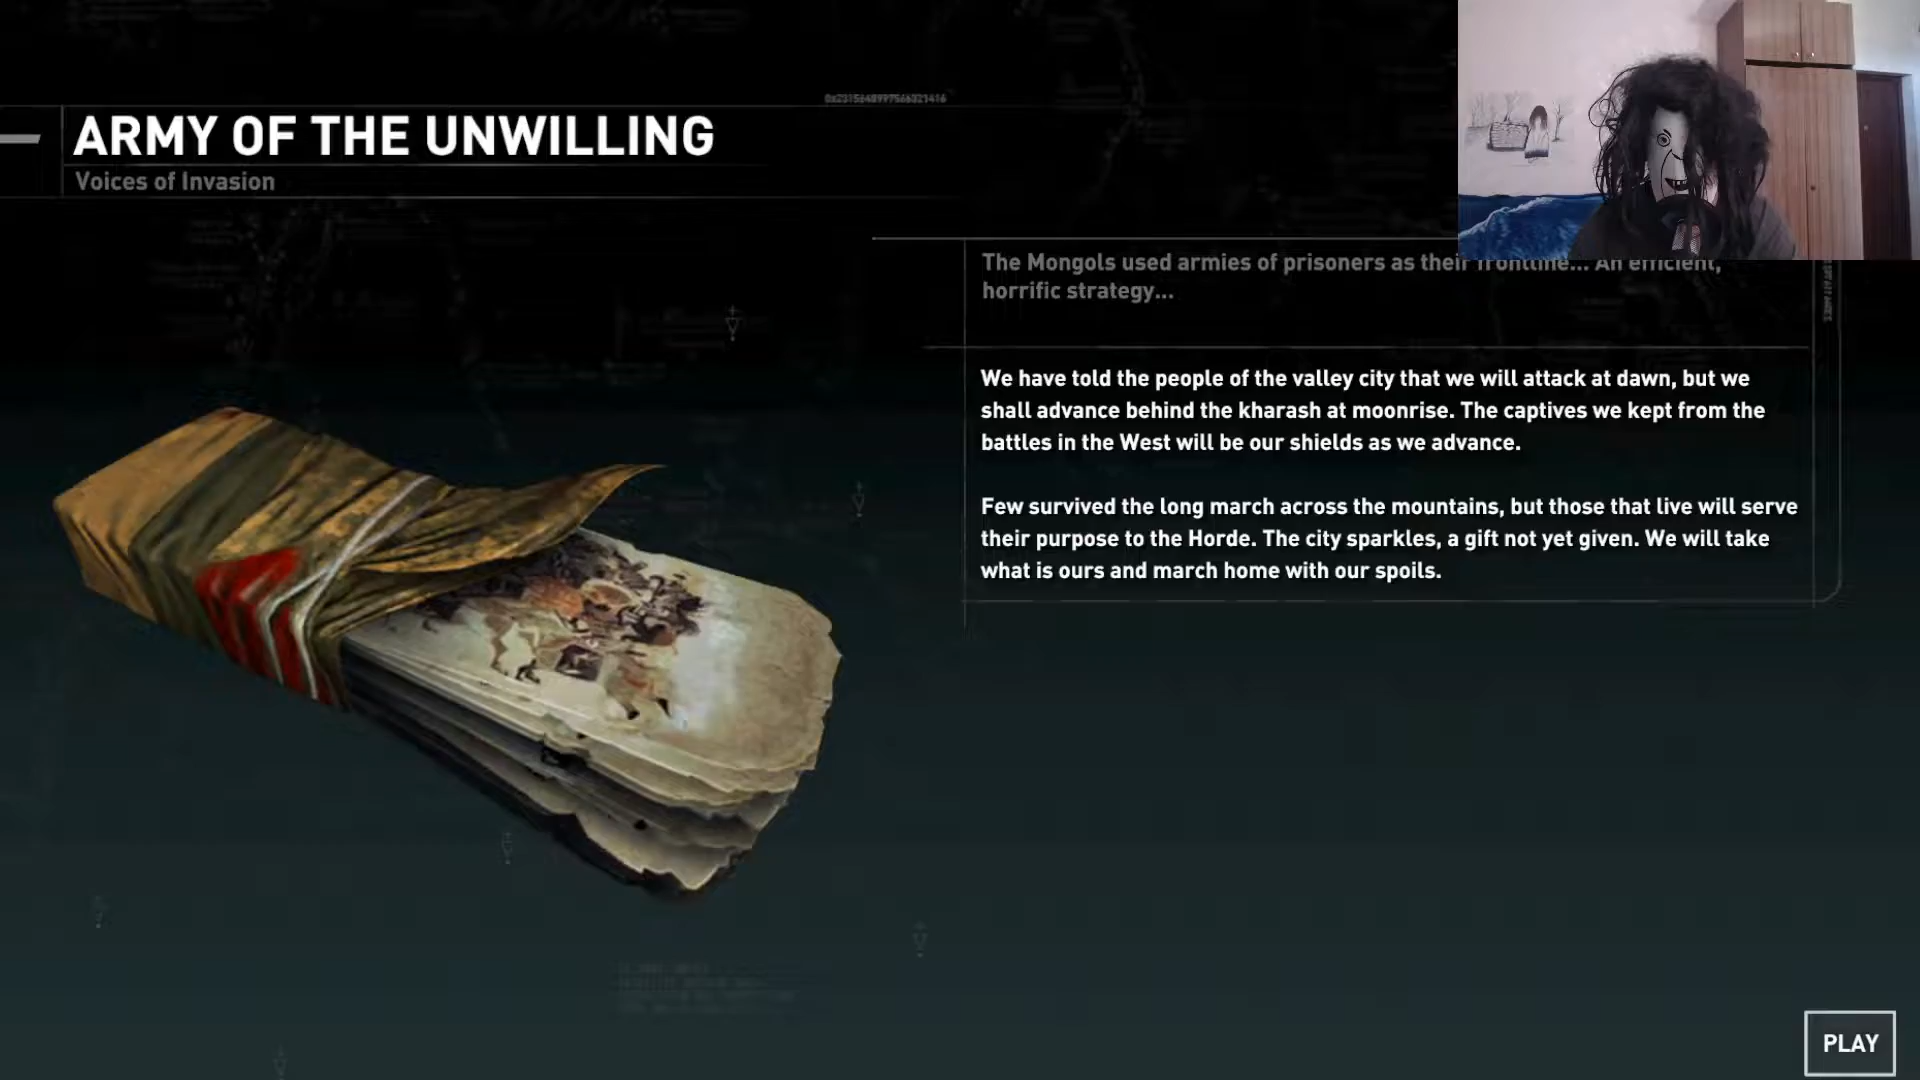 0x2315648997566321416
ARMY OF THE UNWILLING
Voices of Invasion
The Mongols used armies of prisoners as their frontline... An efficient,
horrific strategy...
We have told the people of the valley city that we will attack at dawn, but we
shall advance behind the kharash at moonrise. The captives we kept from the
battles in the West will be our shields as we advance.
Few survived the long march across the mountains, but those that live will serve
their purpose to the Horde. The city sparkles, a gift not yet given. We will take
what is ours and march home with our spoils.
PLAY